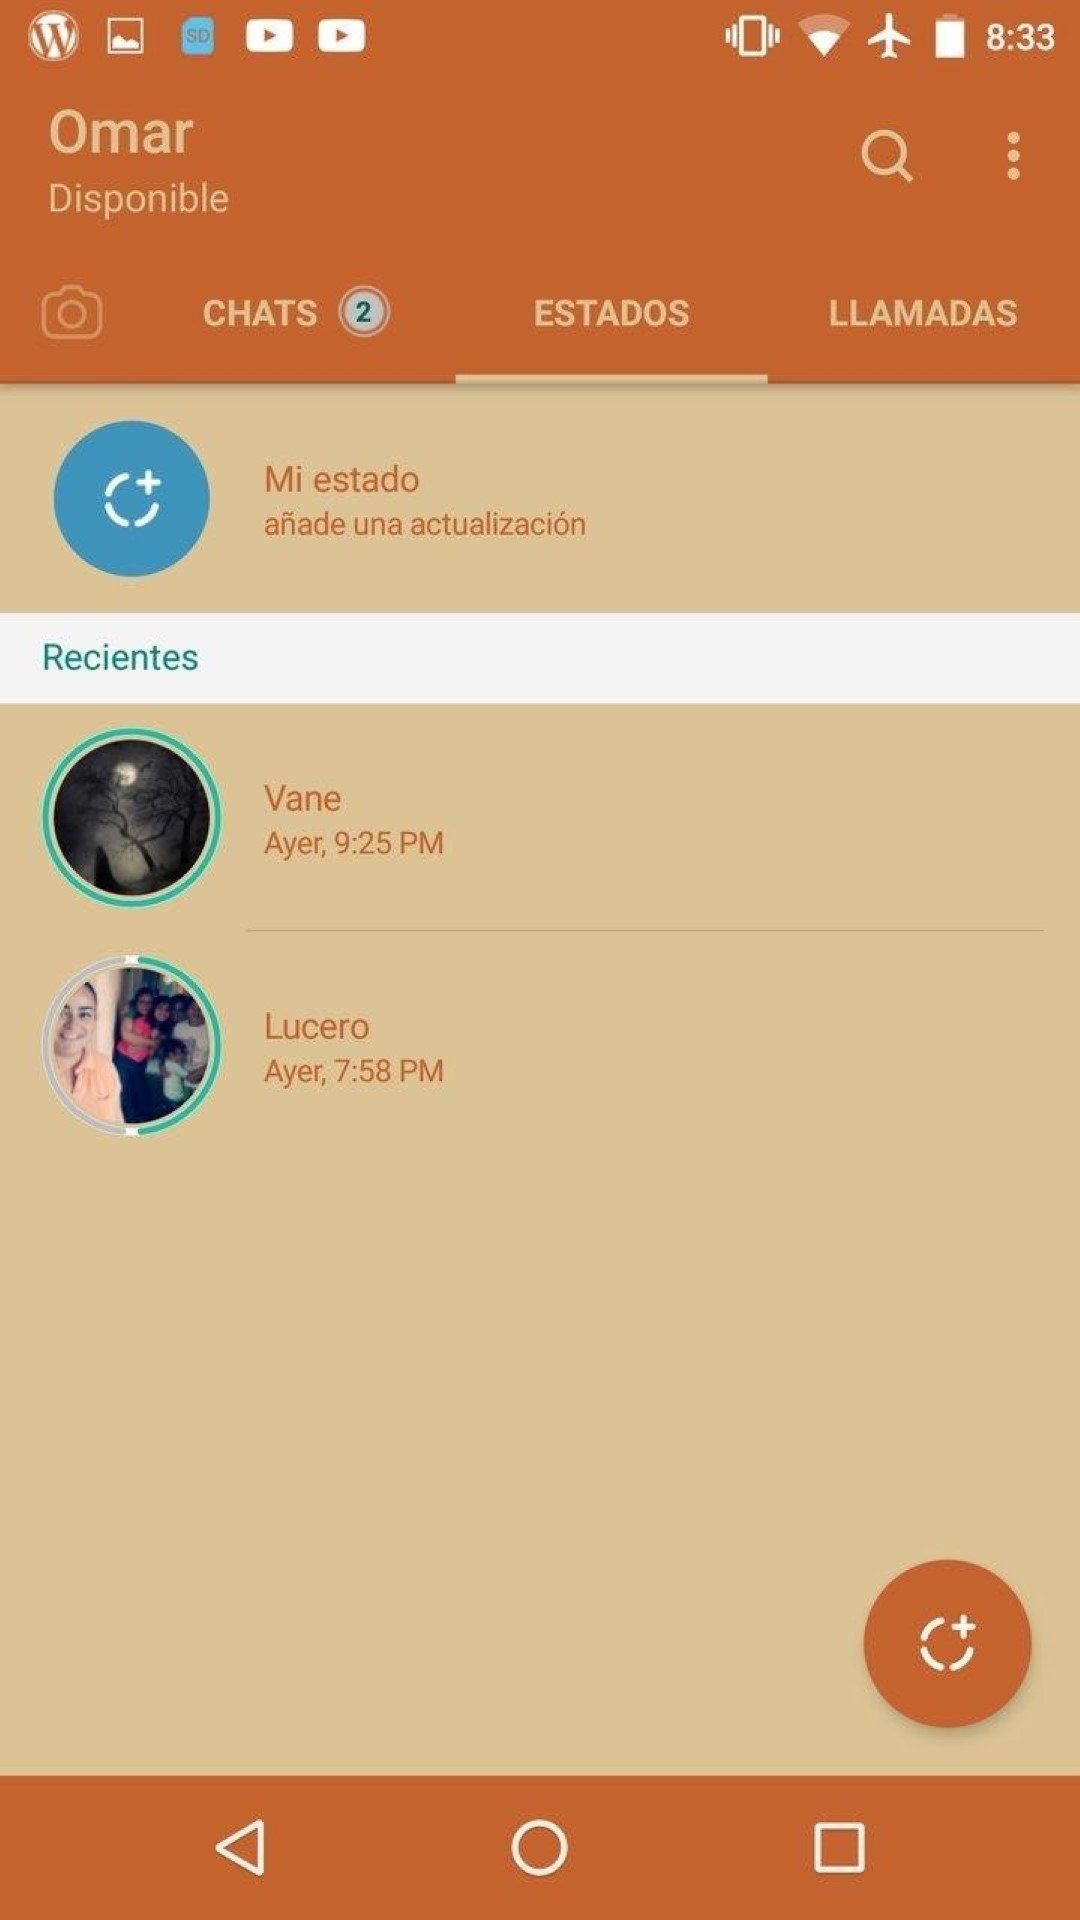 SD
8:33
Omar
Disponible
CHATS 2 ESTADOS LLAMADAS
Mi estado
añade una actualización
Recientes
Vane
Ayer, 9:25 PM
Lucero
Ayer, 7:58 PM